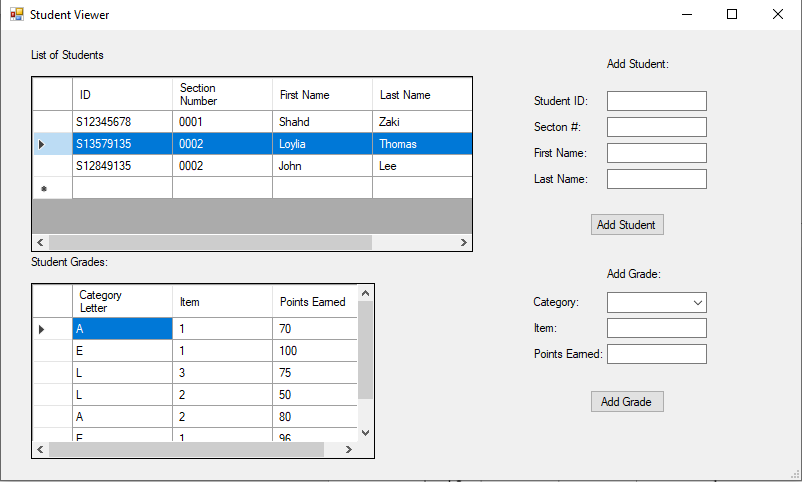 Student Viewer
List of Students
ID Section Number First Name Last Name
S12345678 0001 Shahd Zaki
S13579135 0002 Loylia Thomas
S12849135 0002 John Lee
Student Grades:
Category Letter Item Points Earned
A 1 70
E 1 100
L 3 75
L 2 50
A 2 80
E 1 96
Add Student:
Student ID:
Secton #:
First Name:
Last Name:
Add Student
Add Grade:
Category:
Item:
Points Earned:
Add Grade